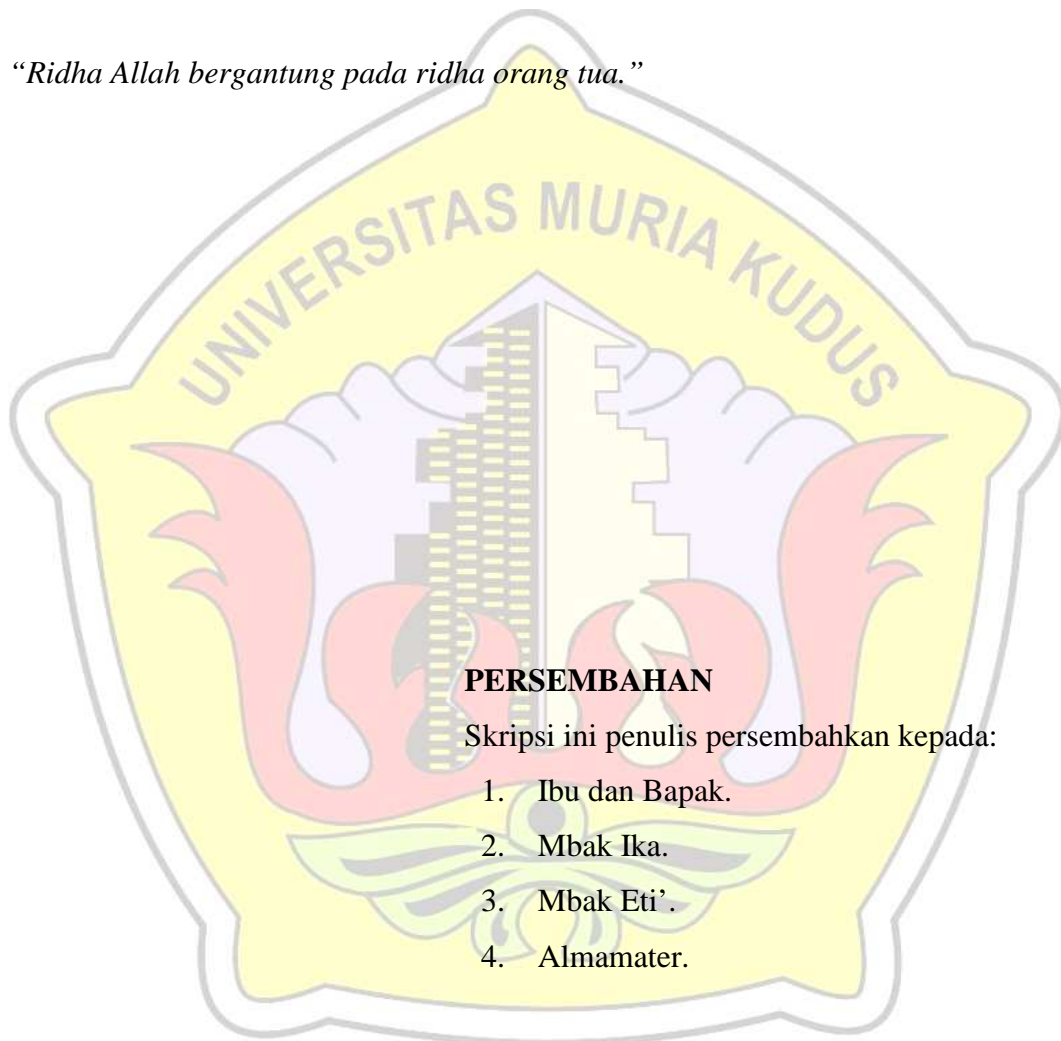 “Ridha Allah bergantung pada ridha orang tua.”
UNIVERSITAS MURIA KUDUS
PERSEMBAHAN
Skripsi ini penulis persembahkan kepada:
1. Ibu dan Bapak.
2. Mbak Ika.
3. Mbak Eti’.
4. Almamater.